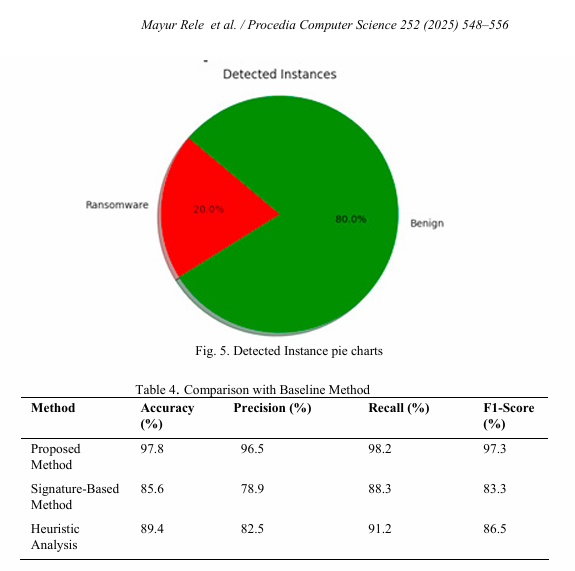 Mayur Rele et al. / Procedia Computer Science 252 (2025) 548–556
Detected Instances
Ransomware
20.0%
80.0%
Benign
Fig. 5. Detected Instance pie charts
Table 4. Comparison with Baseline Method
Method Accuracy (%) Precision (%) Recall (%) F1-Score (%)
Proposed Method 97.8 96.5 98.2 97.3
Signature-Based Method 85.6 78.9 88.3 83.3
Heuristic Analysis 89.4 82.5 91.2 86.5